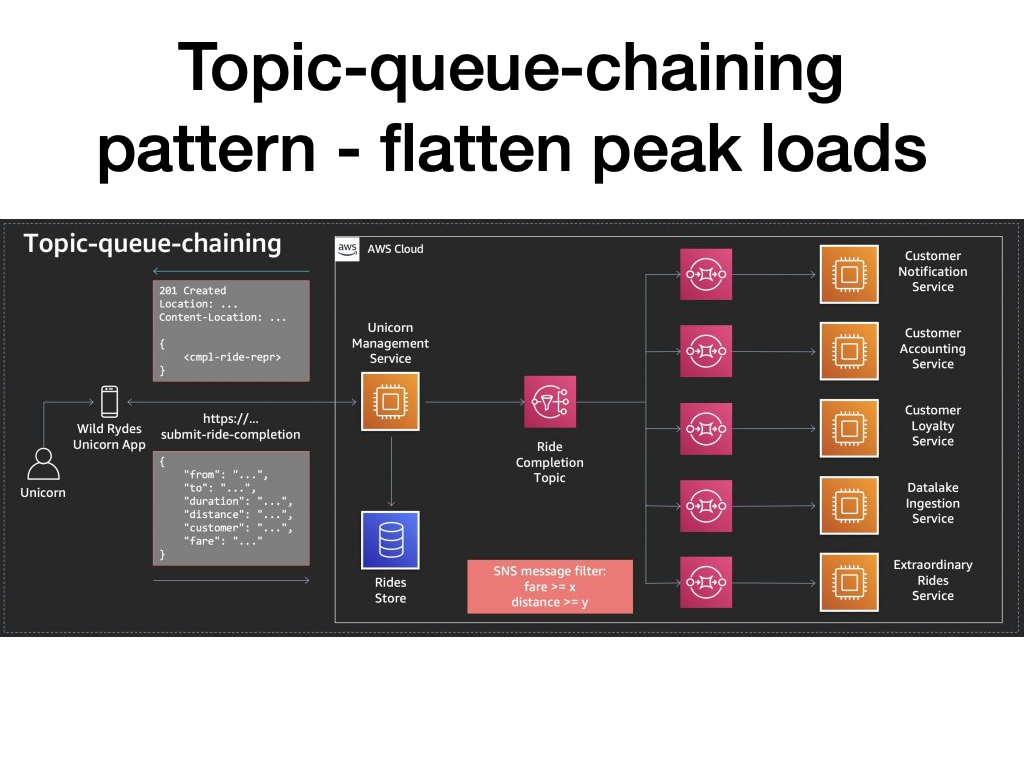 Topic-queue-chaining
pattern - flatten peak loads
Topic-queue-chaining
aws
AWS Cloud
201 Created
Location: ...
Content-Location: ...
{
<cmpl-ride-repr>
}
Unicorn
Management
Service
Wild Rydes
Unicorn App
https://...
submit-ride-completion
Unicorn
{
"from": "...",
"to": "...",
"duration": "...",
"distance": "...",
"customer": "...",
"fare": "..."
}
Rides
Store
Ride
Completion
Topic
SNS message filter:
fare >= x
distance >= y
Customer
Notification
Service
Customer
Accounting
Service
Customer
Loyalty
Service
Datalake
Ingestion
Service
Extraordinary
Rides
Service